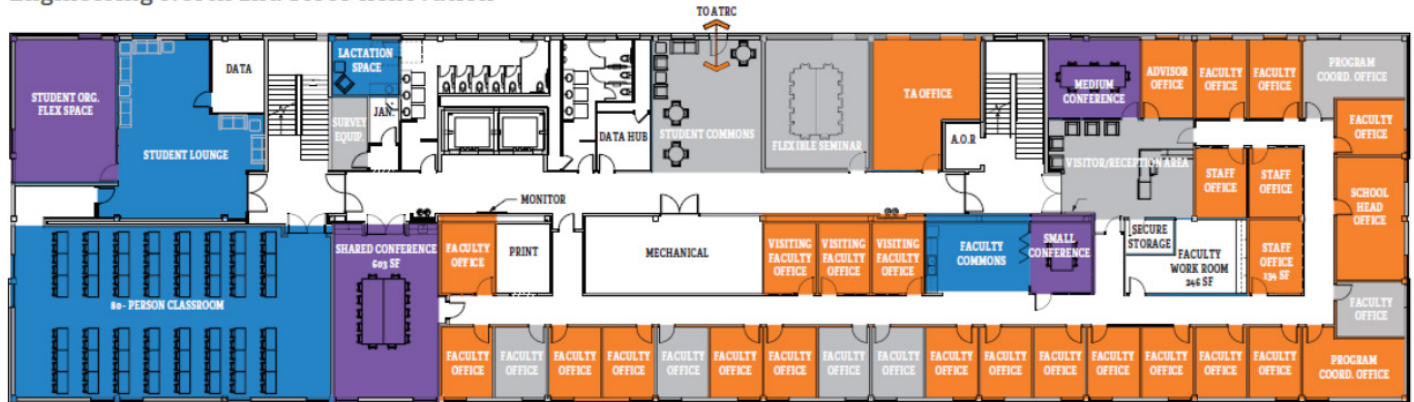 Engineering North 2nd Floor Renovation
TO ATRC
STUDENT ORG.
FLEX SPACE
STUDENT LOUNGE
DATA
LACTATION
SPACE
SURVEY
EQUIP.
JAN.
DATA HUB
STUDENT COMMONS
FLEXIBLE SEMINAR
TA OFFICE
A.O.R
MEDIUM
CONFERENCE
ADVISOR
OFFICE
FACULTY
OFFICE
FACULTY
OFFICE
PROGRAM
COORD. OFFICE
FACULTY
OFFICE
VISITOR/RECEPTION AREA
STAFF
OFFICE
STAFF
OFFICE
SCHOOL
HEAD
OFFICE
MONITOR
80- PERSON CLASSROOM
SHARED CONFERENCE
603 SF
FACULTY
OFFICE
PRINT
MECHANICAL
VISITING
FACULTY
OFFICE
VISITING
FACULTY
OFFICE
VISITING
FACULTY
OFFICE
FACULTY
COMMONS
SMALL
CONFERENCE
SECURE
STORAGE
FACULTY
WORK ROOM
246 SF
STAFF
OFFICE
134 SF
FACULTY
OFFICE
FACULTY
OFFICE
FACULTY
OFFICE
FACULTY
OFFICE
FACULTY
OFFICE
FACULTY
OFFICE
FACULTY
OFFICE
FACULTY
OFFICE
FACULTY
OFFICE
FACULTY
OFFICE
FACULTY
OFFICE
FACULTY
OFFICE
FACULTY
OFFICE
FACULTY
OFFICE
FACULTY
OFFICE
FACULTY
OFFICE
FACULTY
OFFICE
PROGRAM
COORD. OFFICE